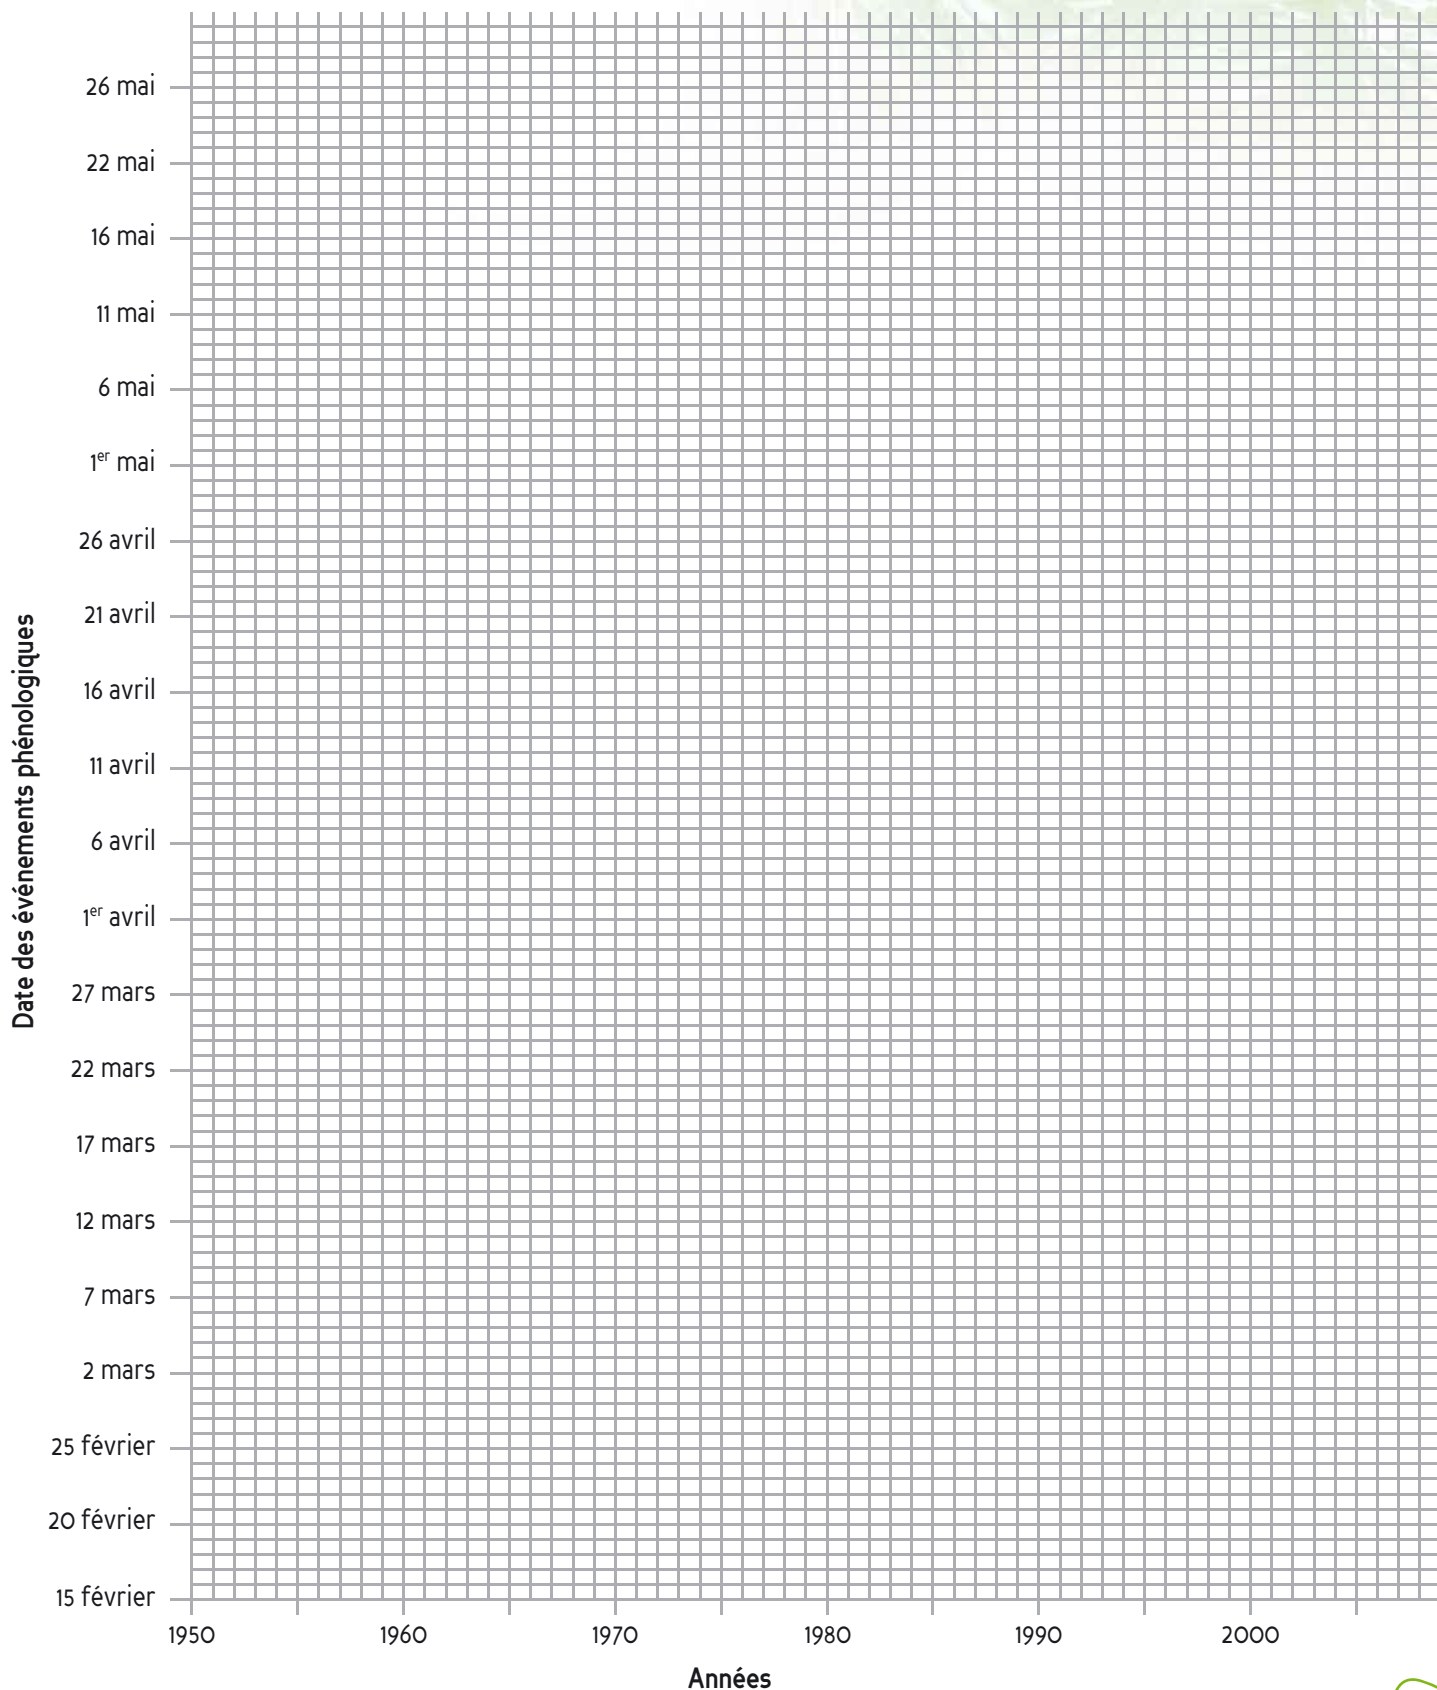 26 mai
22 mai
16 mai
11 mai
6 mai
1er mai
26 avril
21 avril
16 avril
11 avril
6 avril
1er avril
27 mars
22 mars
17 mars
12 mars
7 mars
2 mars
25 février
20 février
15 février
Date des événements phénologiques
1950 1960 1970 1980 1990 2000
Années